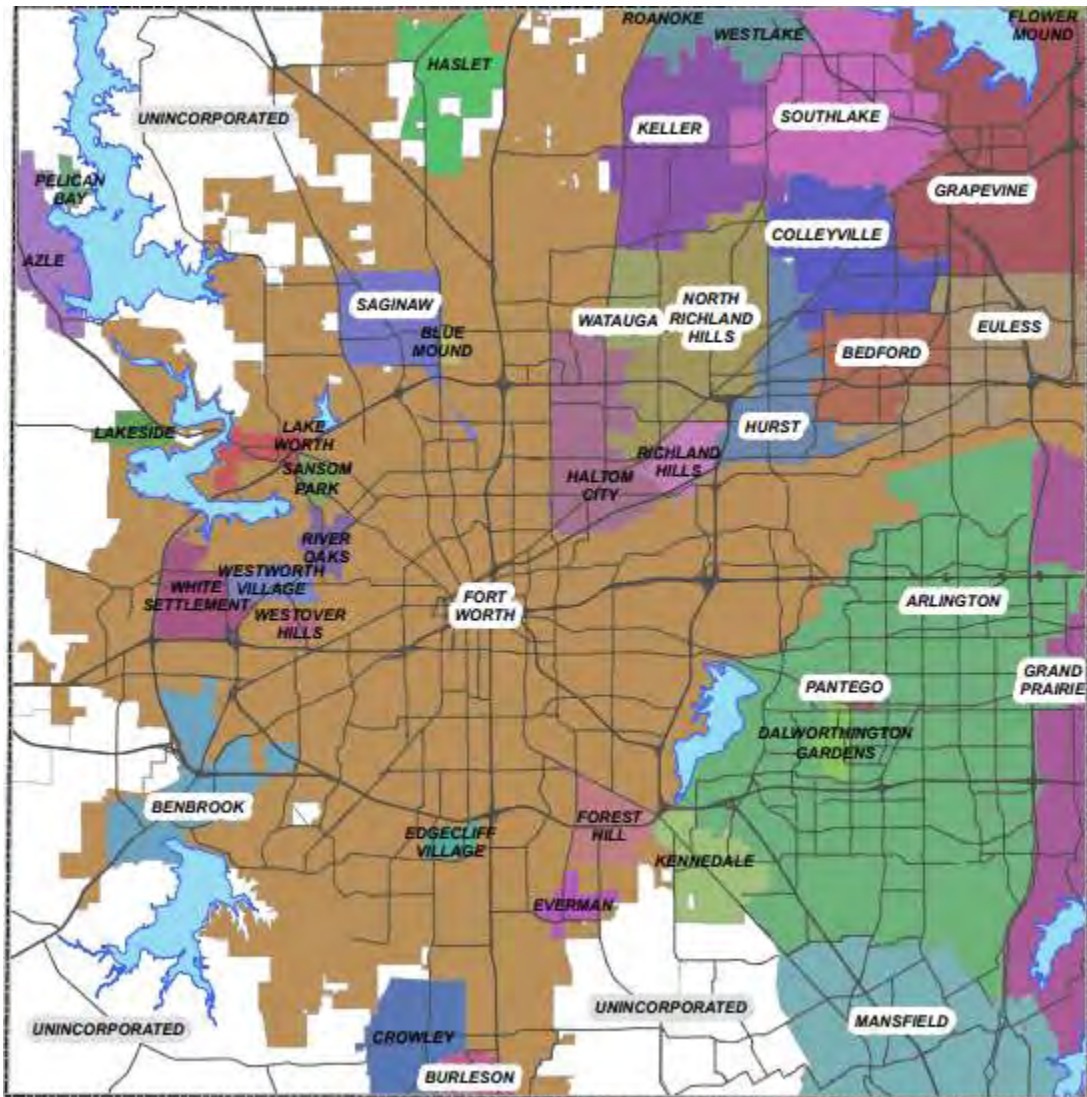 ROANOKE
WESTLAKE
FLOWER
MOUND
HASLET
UNINCORPORATED
KELLER
SOUTHLAKE
PELICAN
BAY
GRAPEVINE
COLLEYVILLE
AZLE
SAGINAW
BLUE
MOUND
WATAUGA
NORTH
RICHLAND
HILLS
EULESS
BEDFORD
LAKESIDE
LAKE
WORTH
SANSOM
PARK
HURST
RICHLAND
HILLS
HALTOM
CITY
RIVER
OAKS
WESTWORTH
VILLAGE
WHITE
SETTLEMENT
WESTOVER
HILLS
FORT
WORTH
ARLINGTON
GRAND
PRAIRIE
PANTEGO
DALWORTHINGTON
GARDENS
BENBROOK
EDGECLIFF
VILLAGE
FOREST
HILL
KENNEDALE
EVERMAN
UNINCORPORATED
UNINCORPORATED
MANSFIELD
CROWLEY
BURLESON